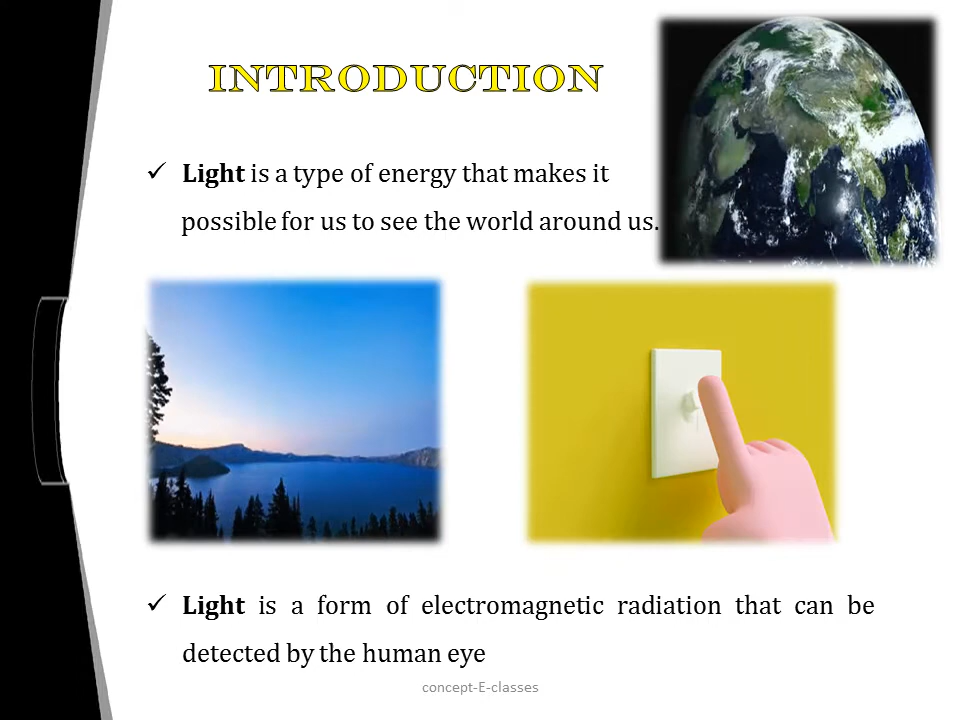 INTRODUCTION
✓ Light is a type of energy that makes it
possible for us to see the world around us.
✓ Light is a form of electromagnetic radiation that can be
detected by the human eye
concept-E-classes